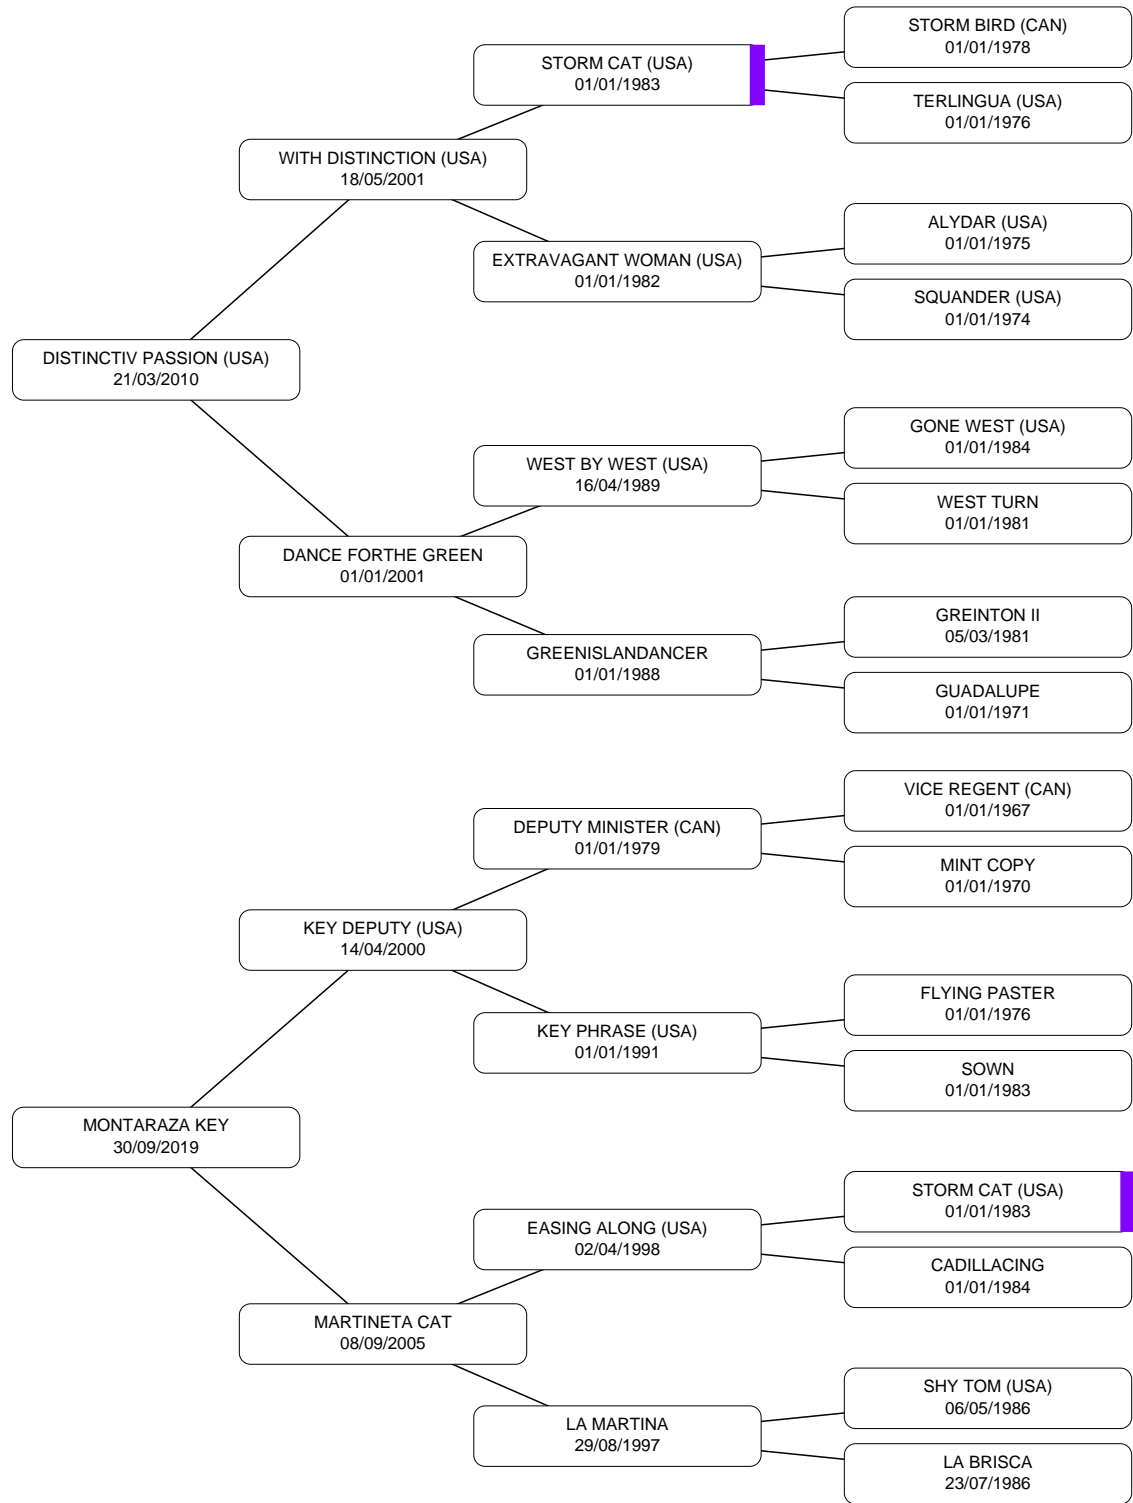 STORM BIRD (CAN)
01/01/1978
STORM CAT (USA)
01/01/1983
TERLINGUA (USA)
01/01/1976
WITH DISTINCTION (USA)
18/05/2001
ALYDAR (USA)
01/01/1975
EXTRAVAGANT WOMAN (USA)
01/01/1982
SQUANDER (USA)
01/01/1974
DISTINCTIV PASSION (USA)
21/03/2010
GONE WEST (USA)
01/01/1984
WEST BY WEST (USA)
16/04/1989
WEST TURN
01/01/1981
DANCE FORTHE GREEN
01/01/2001
GREINTON II
05/03/1981
GREENISLANDANCER
01/01/1988
GUADALUPE
01/01/1971
VICE REGENT (CAN)
01/01/1967
DEPUTY MINISTER (CAN)
01/01/1979
MINT COPY
01/01/1970
KEY DEPUTY (USA)
14/04/2000
FLYING PASTER
01/01/1976
KEY PHRASE (USA)
01/01/1991
SOWN
01/01/1983
MONTARAZA KEY
30/09/2019
STORM CAT (USA)
01/01/1983
EASING ALONG (USA)
02/04/1998
CADILLACING
01/01/1984
MARTINETA CAT
08/09/2005
SHY TOM (USA)
06/05/1986
LA MARTINA
29/08/1997
LA BRISCA
23/07/1986